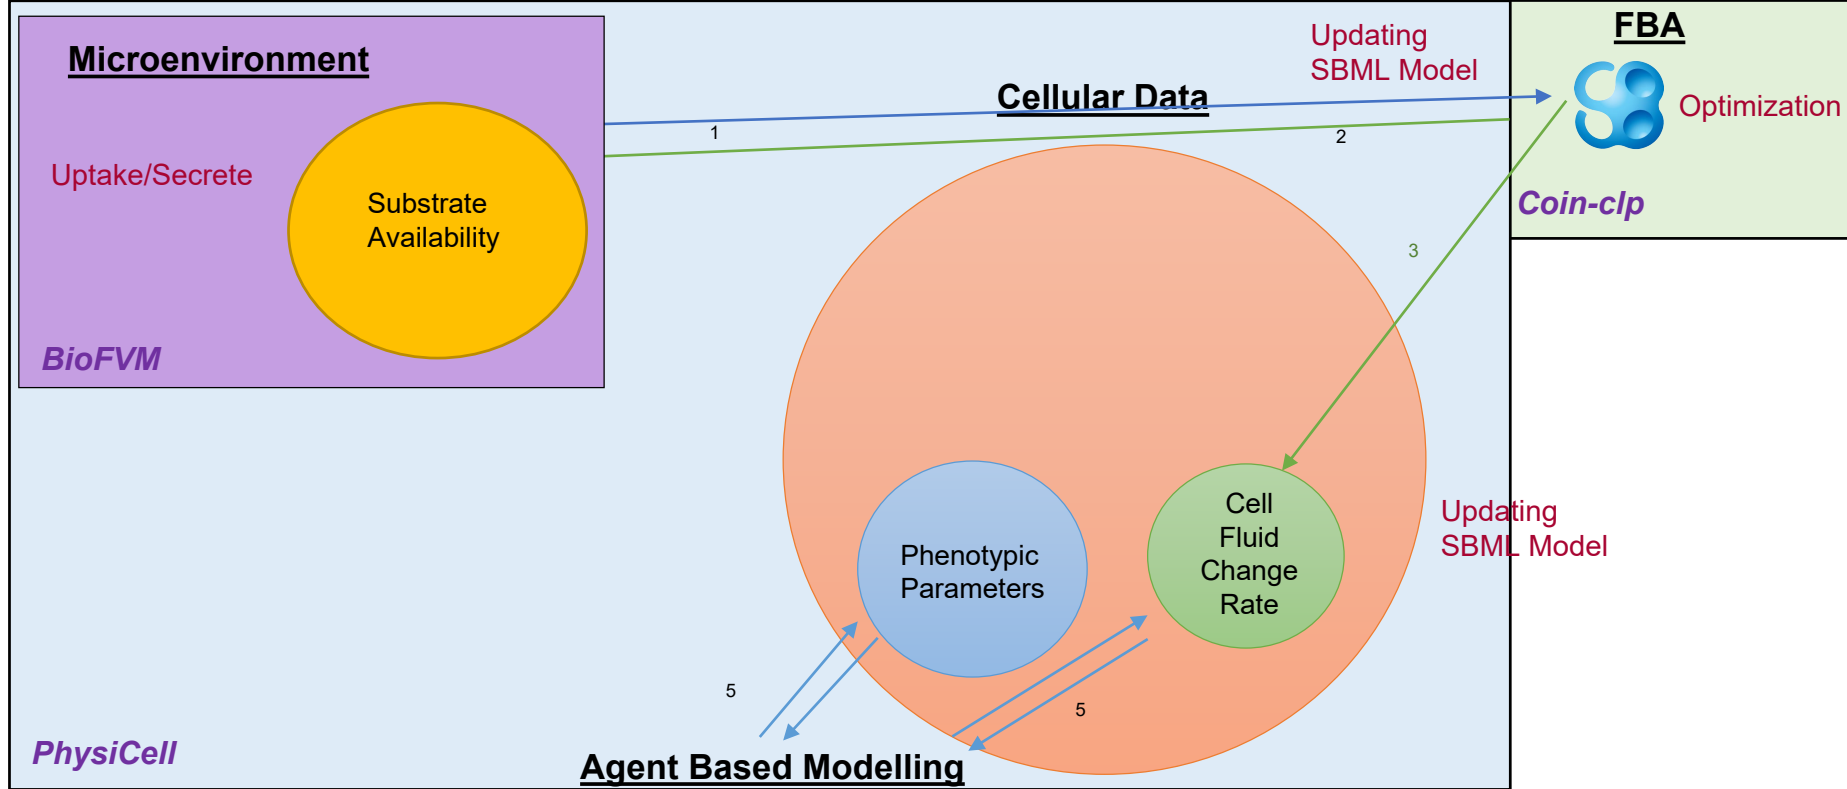 Microenvironment
Uptake/Secrete
Substrate
Availability
BioFVM
1
Cellular Data
Updating
SBML Model
2
FBA
Optimization
Coin-clp
3
Phenotypic
Parameters
Cell
Fluid
Change
Rate
Updating
SBML Model
5
5
PhysiCell
Agent Based Modelling